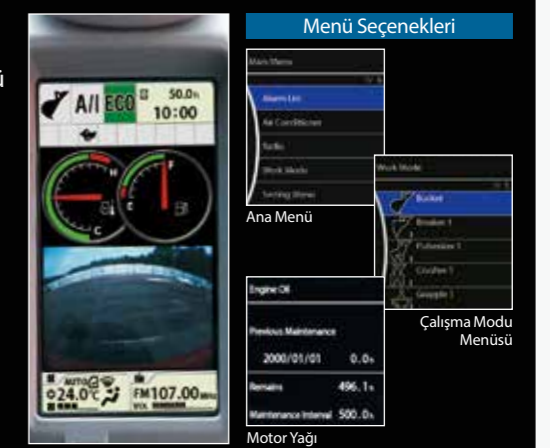 Menü Seçenekleri
ü
A/I ECO 50.0h
10:00
H
C
F
E
AUTO
24.0°C
FM107.00MHz
VOL
Main Menu
Alarm List
Air Conditioner
Radio
Work Mode
Setting Menu
Ana Menü
Work Mode
Bucket
Breaker 1
Pulverizer 1
Crusher 1
Grapple 1
Çalışma Modu
Menüsü
Engine Oil
Previous Maintenance
2000/01/01 0.0h
Remains 496.1h
Maintenance Interval 500.0h
Motor Yağı